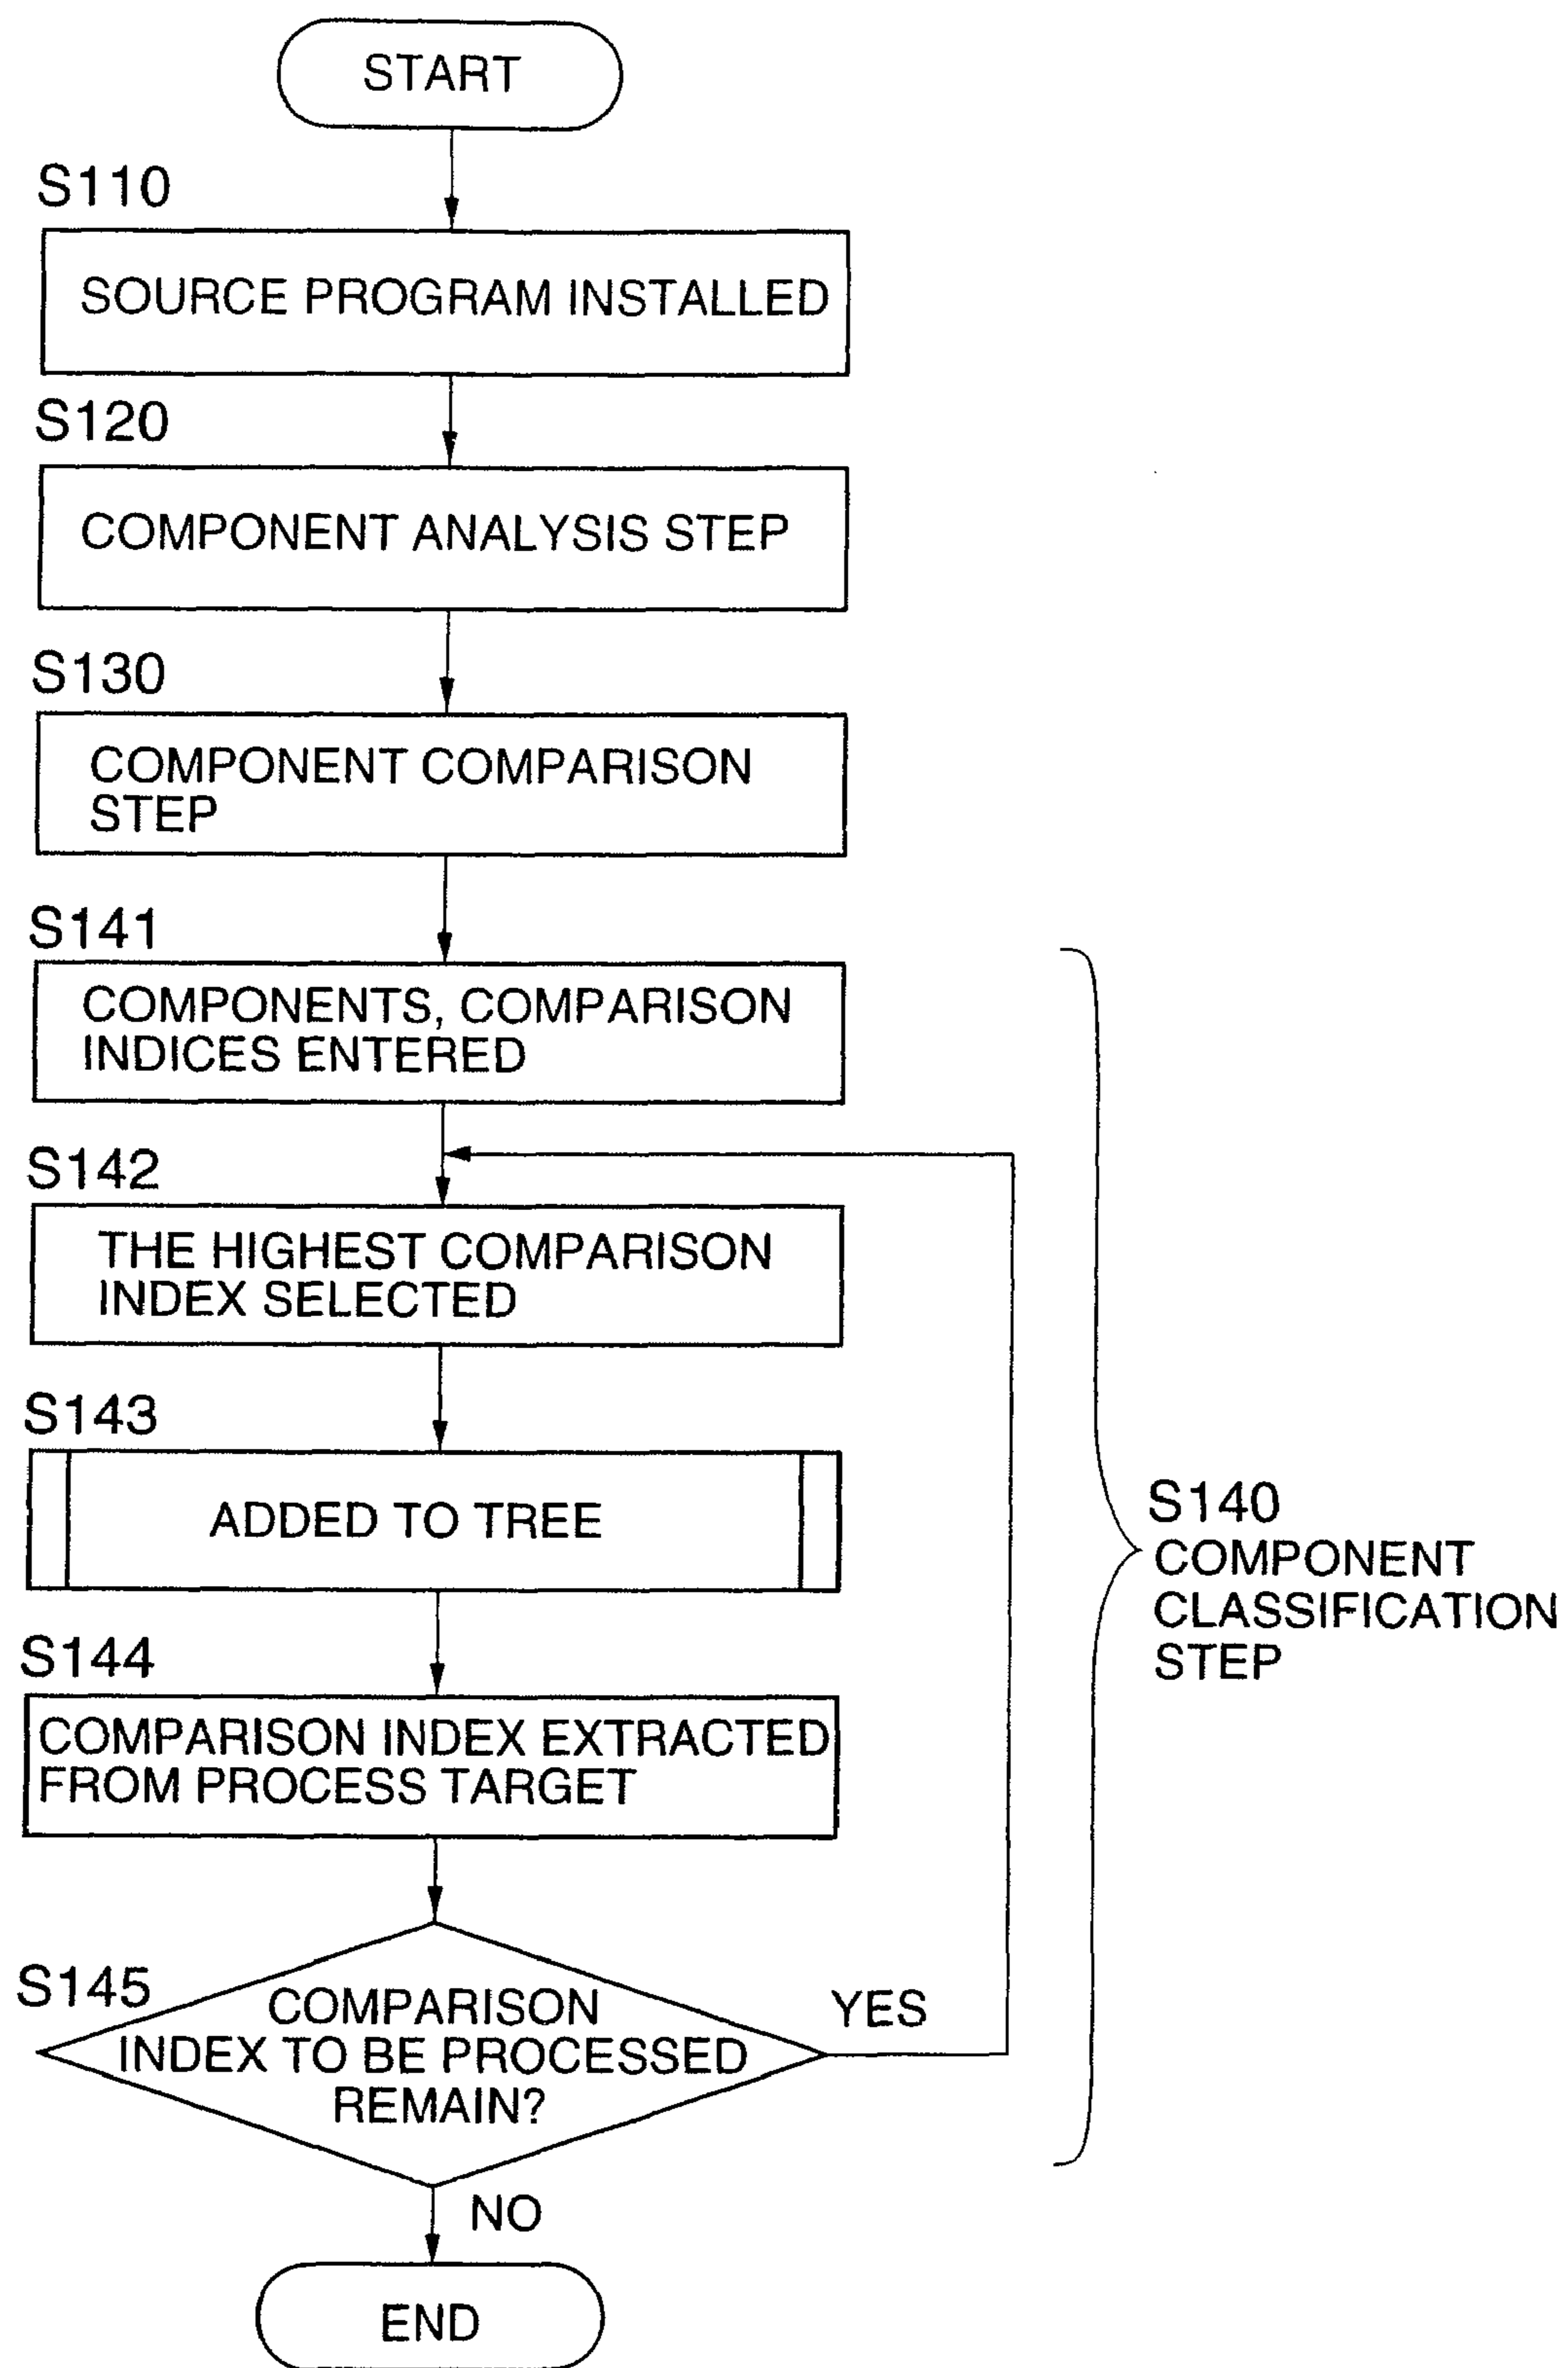 START
S110
SOURCE PROGRAM INSTALLED
S120
COMPONENT ANALYSIS STEP
S130
COMPONENT COMPARISON
STEP
S141
COMPONENTS, COMPARISON
INDICES ENTERED
S142
THE HIGHEST COMPARISON
INDEX SELECTED
S143
ADDED TO TREE
S144
COMPARISON INDEX EXTRACTED
FROM PROCESS TARGET
S145
COMPARISON
INDEX TO BE PROCESSED
REMAIN?
YES
NO
END
S140
COMPONENT
CLASSIFICATION
STEP